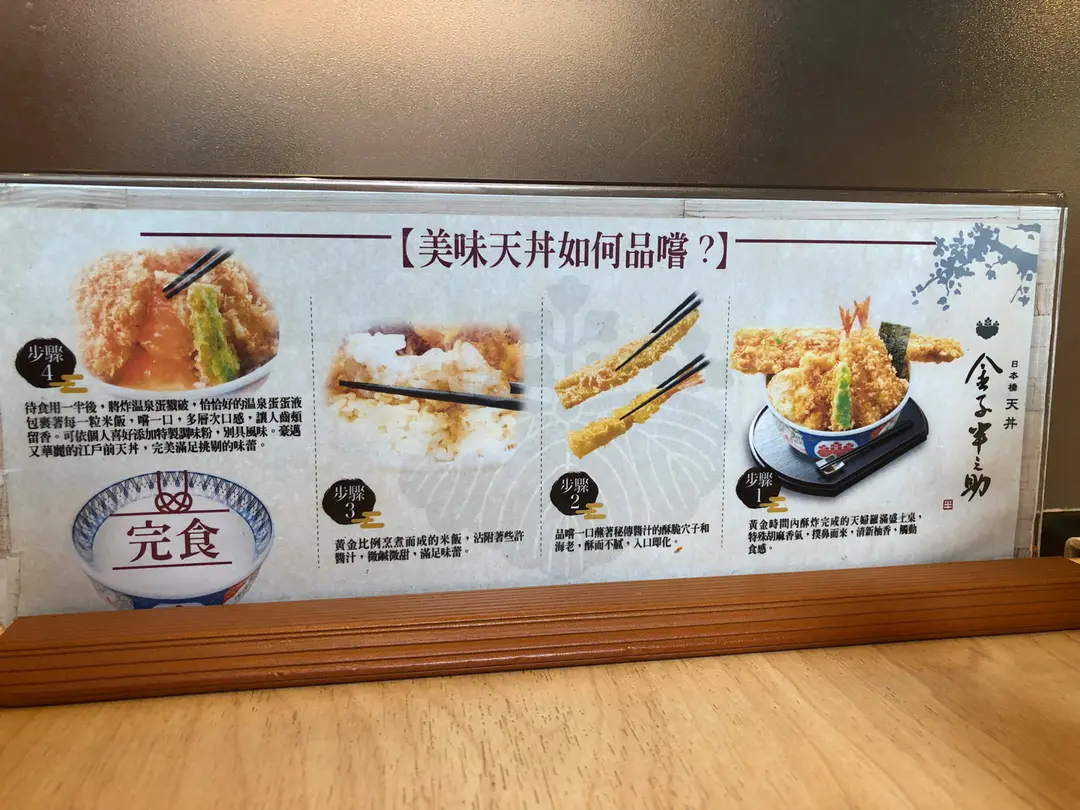 【美味天丼如何品嚐？】
日本橋 天丼
金子半之助
步驟
1
黃金時間內酥炸完成的天婦羅滿盛上桌，
特殊胡麻香氣，撲鼻而來，清新柚香，觸動
食感。
步驟
2
品嚐一口蘸著秘傳醬汁的酥脆穴子和
海老，酥而不膩，入口即化。
步驟
3
黃金比例烹煮而成的米飯，沾附著些許
醬汁，微鹹微甜，滿足味蕾。
步驟
4
待食用一半後，將炸温泉蛋戳破，恰恰好的温泉蛋蛋液
包裹著每一粒米飯，嚐一口，多層次口感，讓人齒頰
留香。可依個人喜好添加特製調味粉，別具風味。豪邁
又華麗的江戶前天丼，完美滿足挑剔的味蕾。
完食